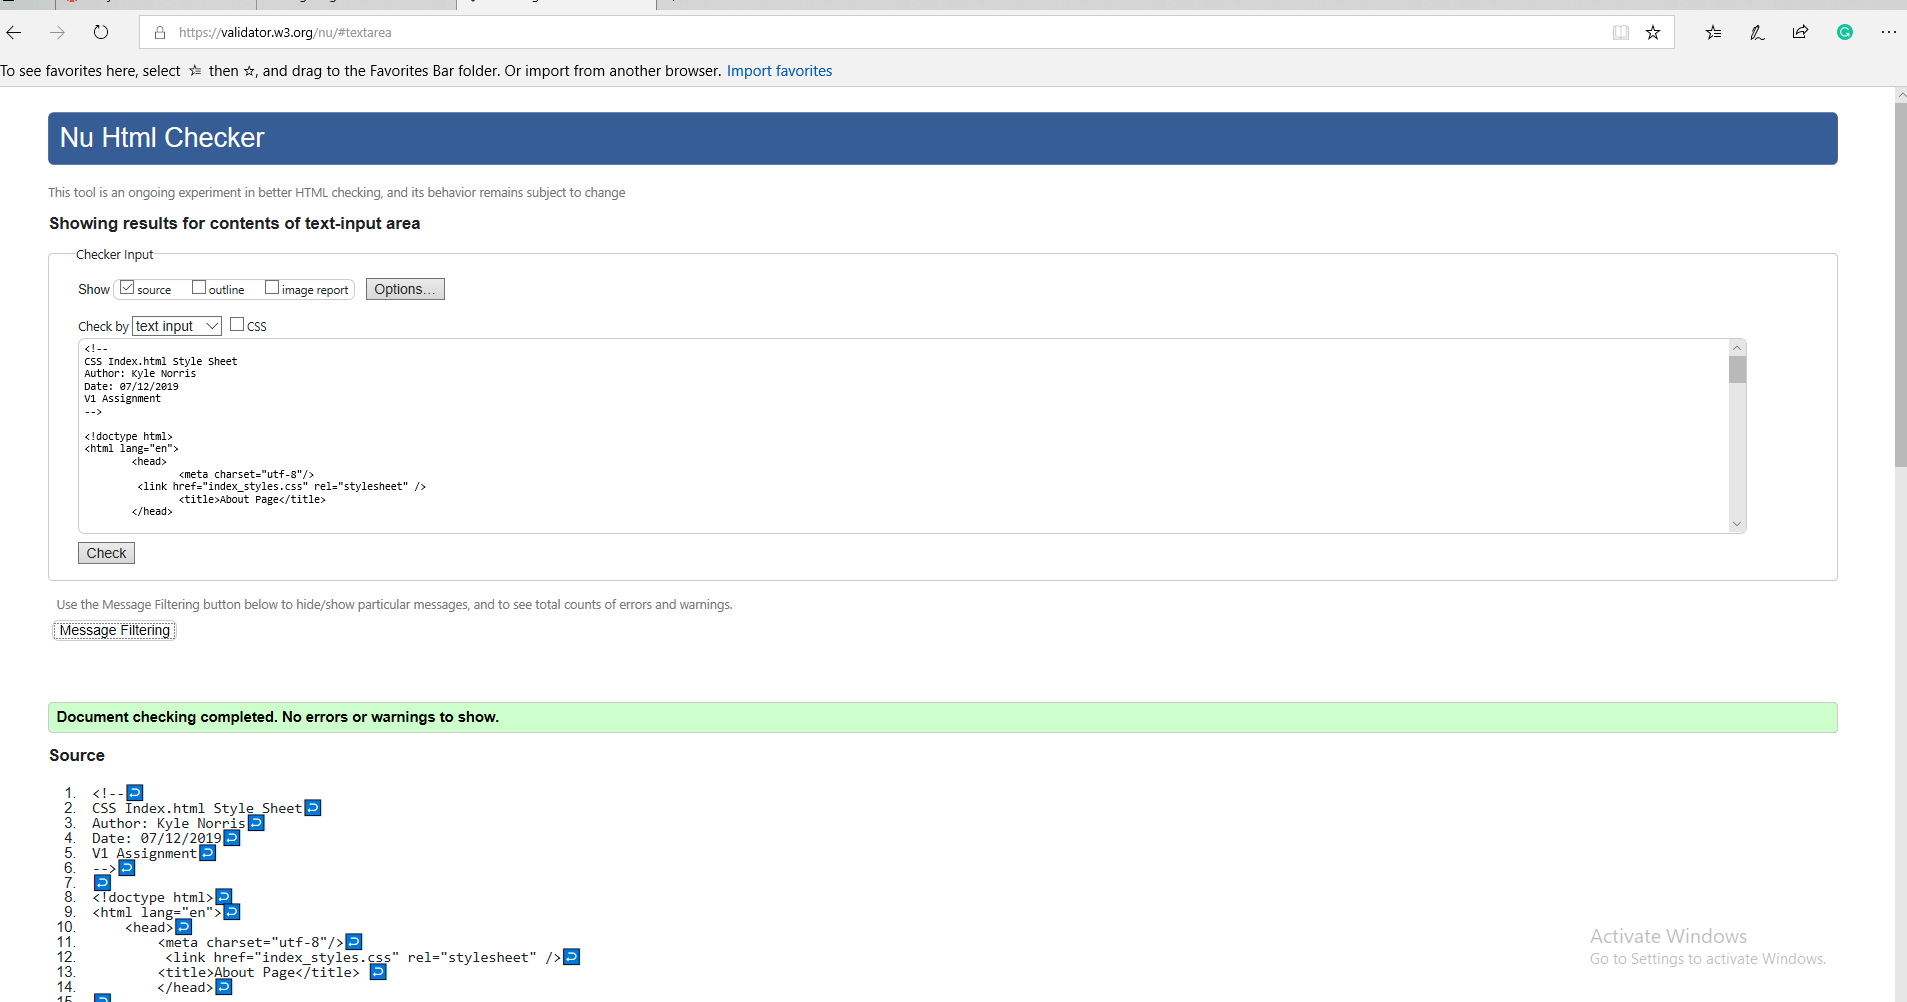 https://validator.w3.org/nu/#textarea
To see favorites here, select then , and drag to the Favorites Bar folder. Or import from another browser. Import favorites
Nu Html Checker
This tool is an ongoing experiment in better HTML checking, and its behavior remains subject to change
Showing results for contents of text-input area
Checker Input
Show source outline image report Options...
Check by text input CSS
<!--
CSS Index.html Style Sheet
Author: Kyle Norris
Date: 07/12/2019
V1 Assignment
-->
<!doctype html>
<html lang="en">
<head>
<meta charset="utf-8"/>
<link href="index_styles.css" rel="stylesheet" />
<title>About Page</title>
</head>
Check
Use the Message Filtering button below to hide/show particular messages, and to see total counts of errors and warnings.
Message Filtering
Document checking completed. No errors or warnings to show.
Source
1. <!--
2. CSS Index.html Style Sheet
3. Author: Kyle Norris
4. Date: 07/12/2019
5. V1 Assignment
6. -->
7.
8. <!doctype html>
9. <html lang="en">
10. <head>
11. <meta charset="utf-8"/>
12. <link href="index_styles.css" rel="stylesheet" />
13. <title>About Page</title>
14. </head>
15.
Activate Windows
Go to Settings to activate Windows.